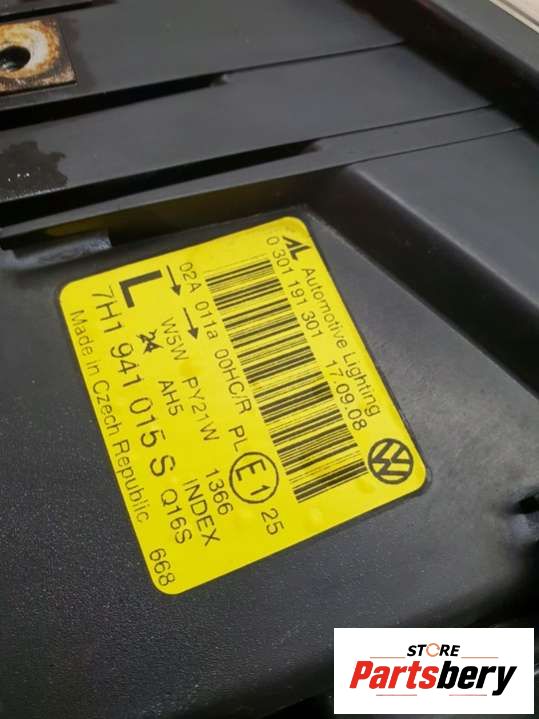 AL Automotive Lighting
0 301 191 301 17.09.08
02A 011a 00HC/R PL E1 25
L W5W PY21W 1366
24 AH5 INDEX
7H1 941 015 S Q16S
Made in Czech Republic 668
STORE
Partsbery